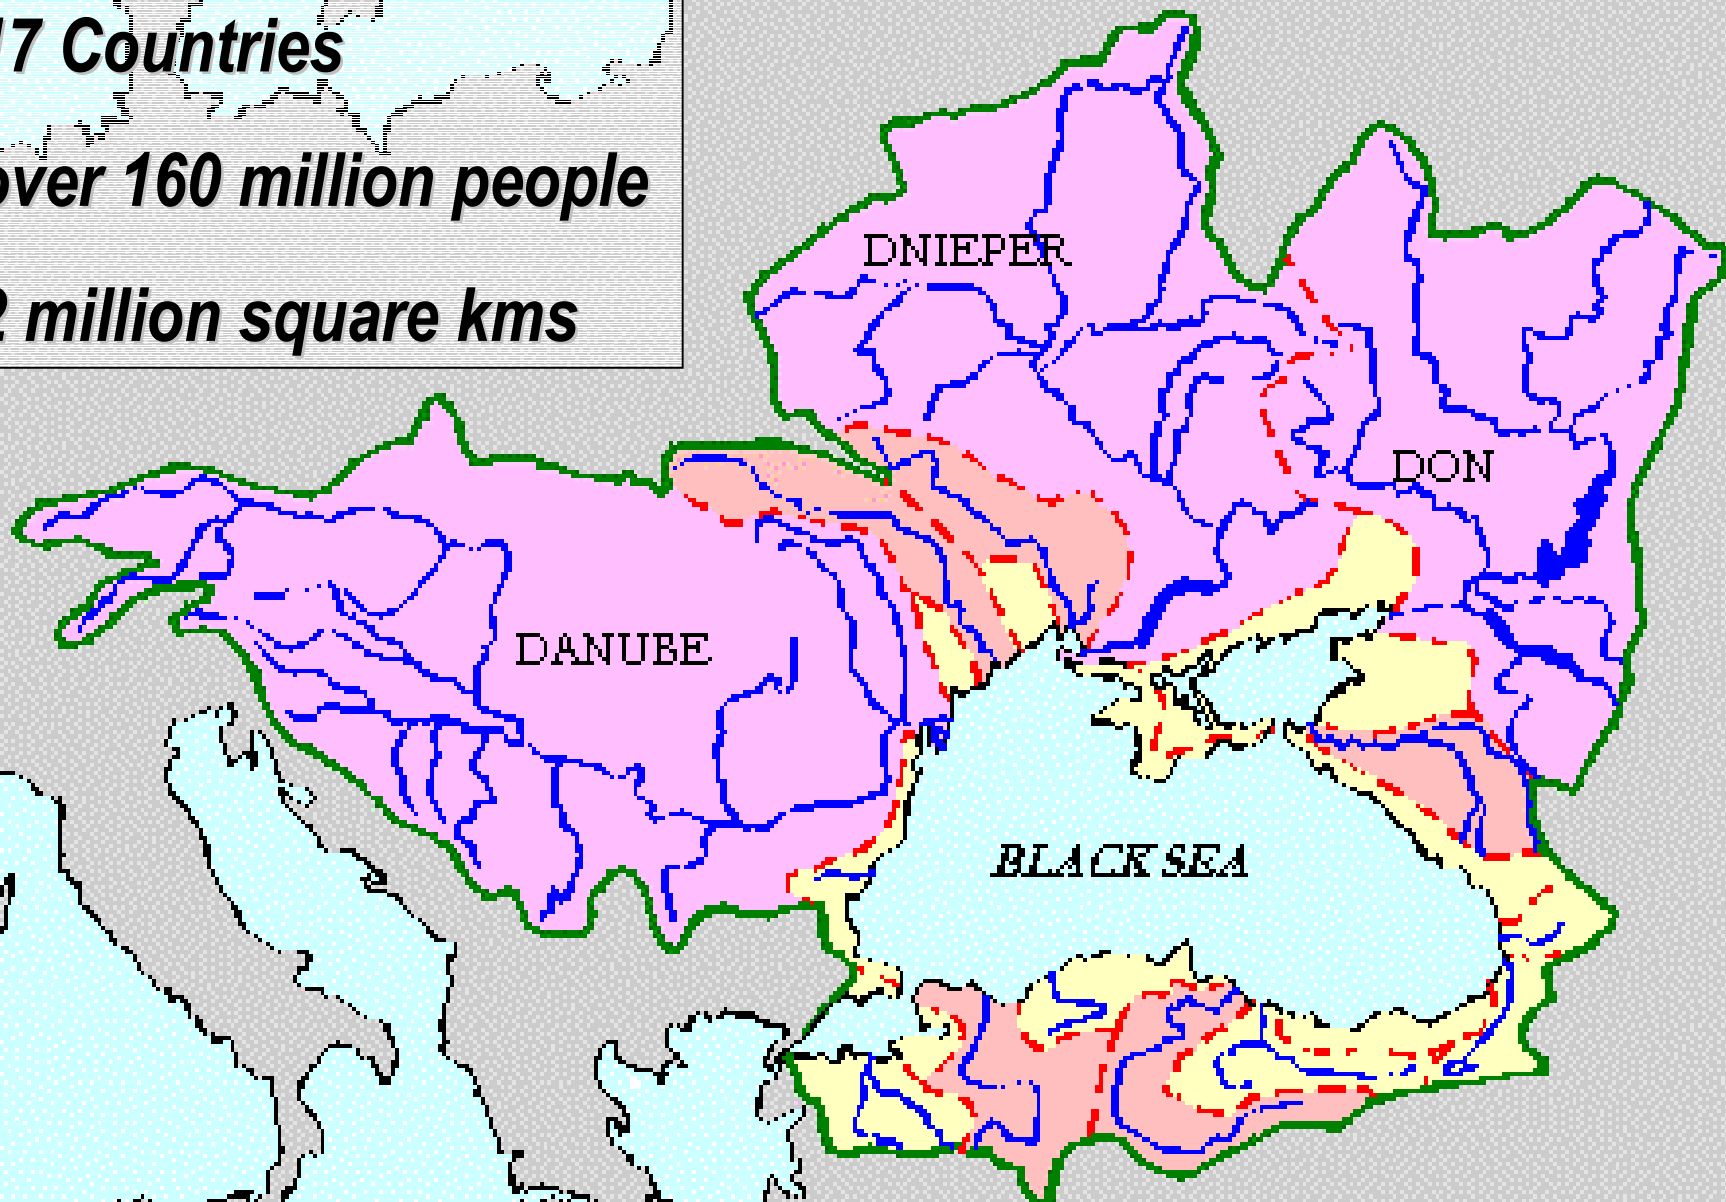 17 Countries
over 160 million people
2 million square kms
DNIEPER
DON
DANUBE
BLACK SEA